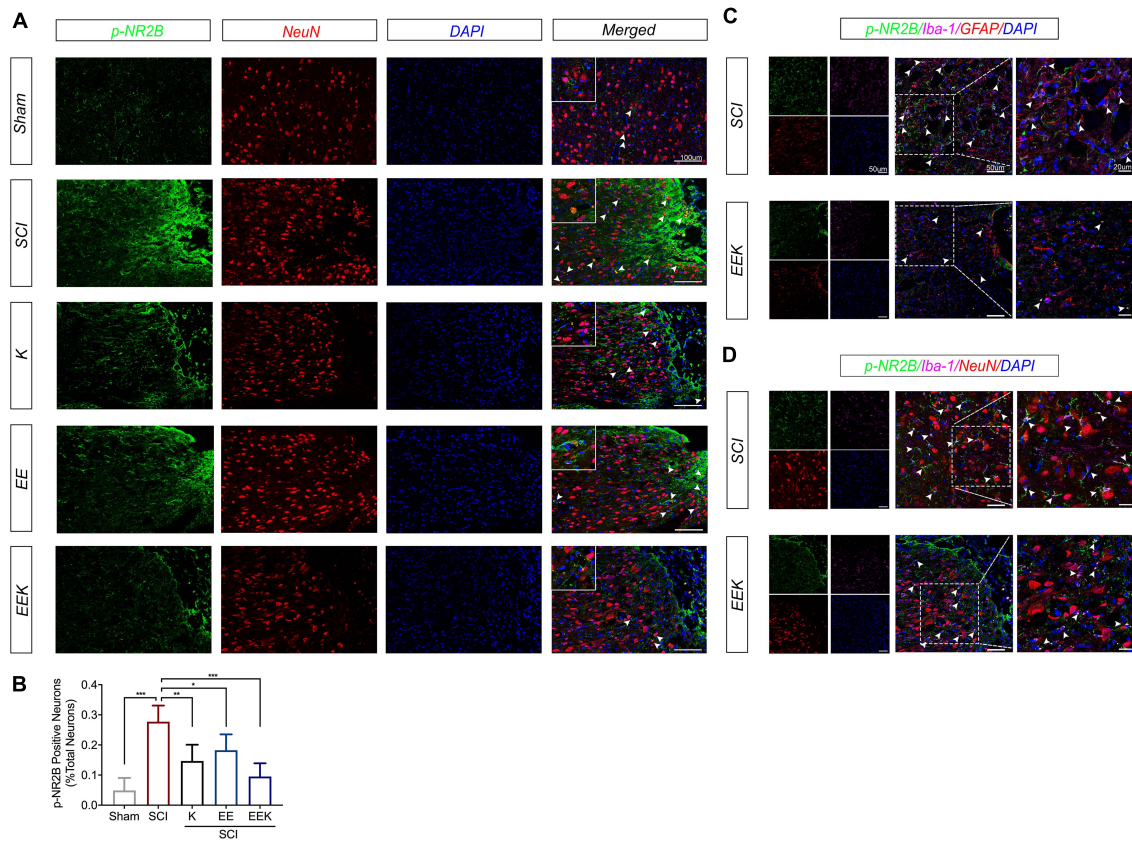 A
p-NR2B NeuN DAPI Merged
Sham
100um
SCI
K
EE
EEK
B
p-NR2B Positive Neurons
(%Total Neurons)
0.4
0.3
0.2
0.1
0.0
***
*
***
**
Sham SCI K EE EEK
SCI
C
p-NR2B/Iba-1/GFAP/DAPI
SCI
50um 50um 20um
EEK
D
p-NR2B/Iba-1/NeuN/DAPI
SCI
EEK